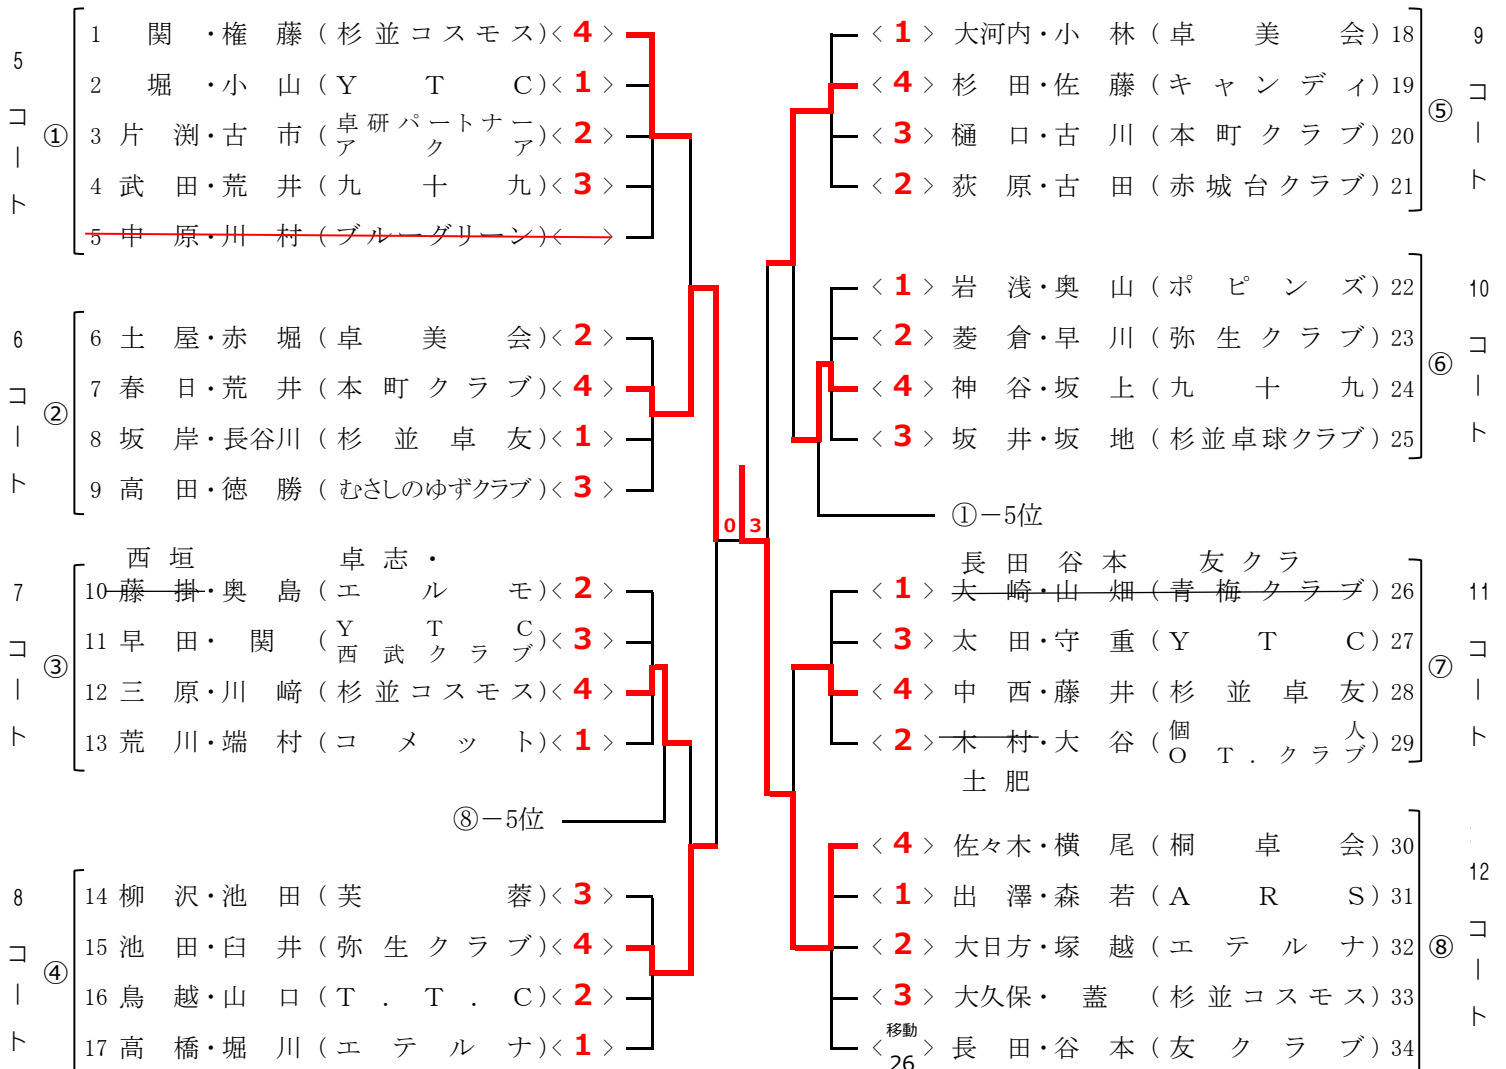 5コート
①
1 関・権藤(杉並コスモス)< 4 >
2 堀・小山(YTC)< 1 >
3 片渕・古市(卓研パートナー アクア)< 2 >
4 武田・荒井(九十九)< 3 >
5 中原・川村(ブルーグリーン)< >
6コート
②
6 土屋・赤堀(卓美会)< 2 >
7 春日・荒井(本町クラブ)< 4 >
8 坂岸・長谷川(杉並卓友)< 1 >
9 高田・徳勝(むさしのゆずクラブ)< 3 >
7コート
③
西垣 卓志・
10 藤掛・奥島(エルモ)< 2 >
11 早田・関(YTC 西武クラブ)< 3 >
12 三原・川﨑(杉並コスモス)< 4 >
13 荒川・端村(コメット)< 1 >
⑧－5位
8コート
④
14 柳沢・池田(芙蓉)< 3 >
15 池田・臼井(弥生クラブ)< 4 >
16 鳥越・山口(T.T.C)< 2 >
17 高橋・堀川(エテルナ)< 1 >
0 3
9コート
⑤
< 1 > 大河内・小林(卓美会)18
< 4 > 杉田・佐藤(キャンディ)19
< 3 > 樋口・古川(本町クラブ)20
< 2 > 荻原・古田(赤城台クラブ)21
10コート
⑥
< 1 > 岩浅・奥山(ポピンズ)22
< 2 > 菱倉・早川(弥生クラブ)23
< 4 > 神谷・坂上(九十九)24
< 3 > 坂井・坂地(杉並卓球クラブ)25
①－5位
11コート
⑦
長田谷本 友クラ
< 1 > 大崎・山畑(青梅クラブ)26
< 3 > 太田・守重(YTC)27
< 4 > 中西・藤井(杉並卓友)28
< 2 > 木村・大谷(個人 OT.クラブ)29
土肥
12コート
⑧
< 4 > 佐々木・横尾(桐卓会)30
< 1 > 出澤・森若(ARS)31
< 2 > 大日方・塚越(エテルナ)32
< 3 > 大久保・蓋(杉並コスモス)33
< 移動 26 > 長田・谷本(友クラブ)34